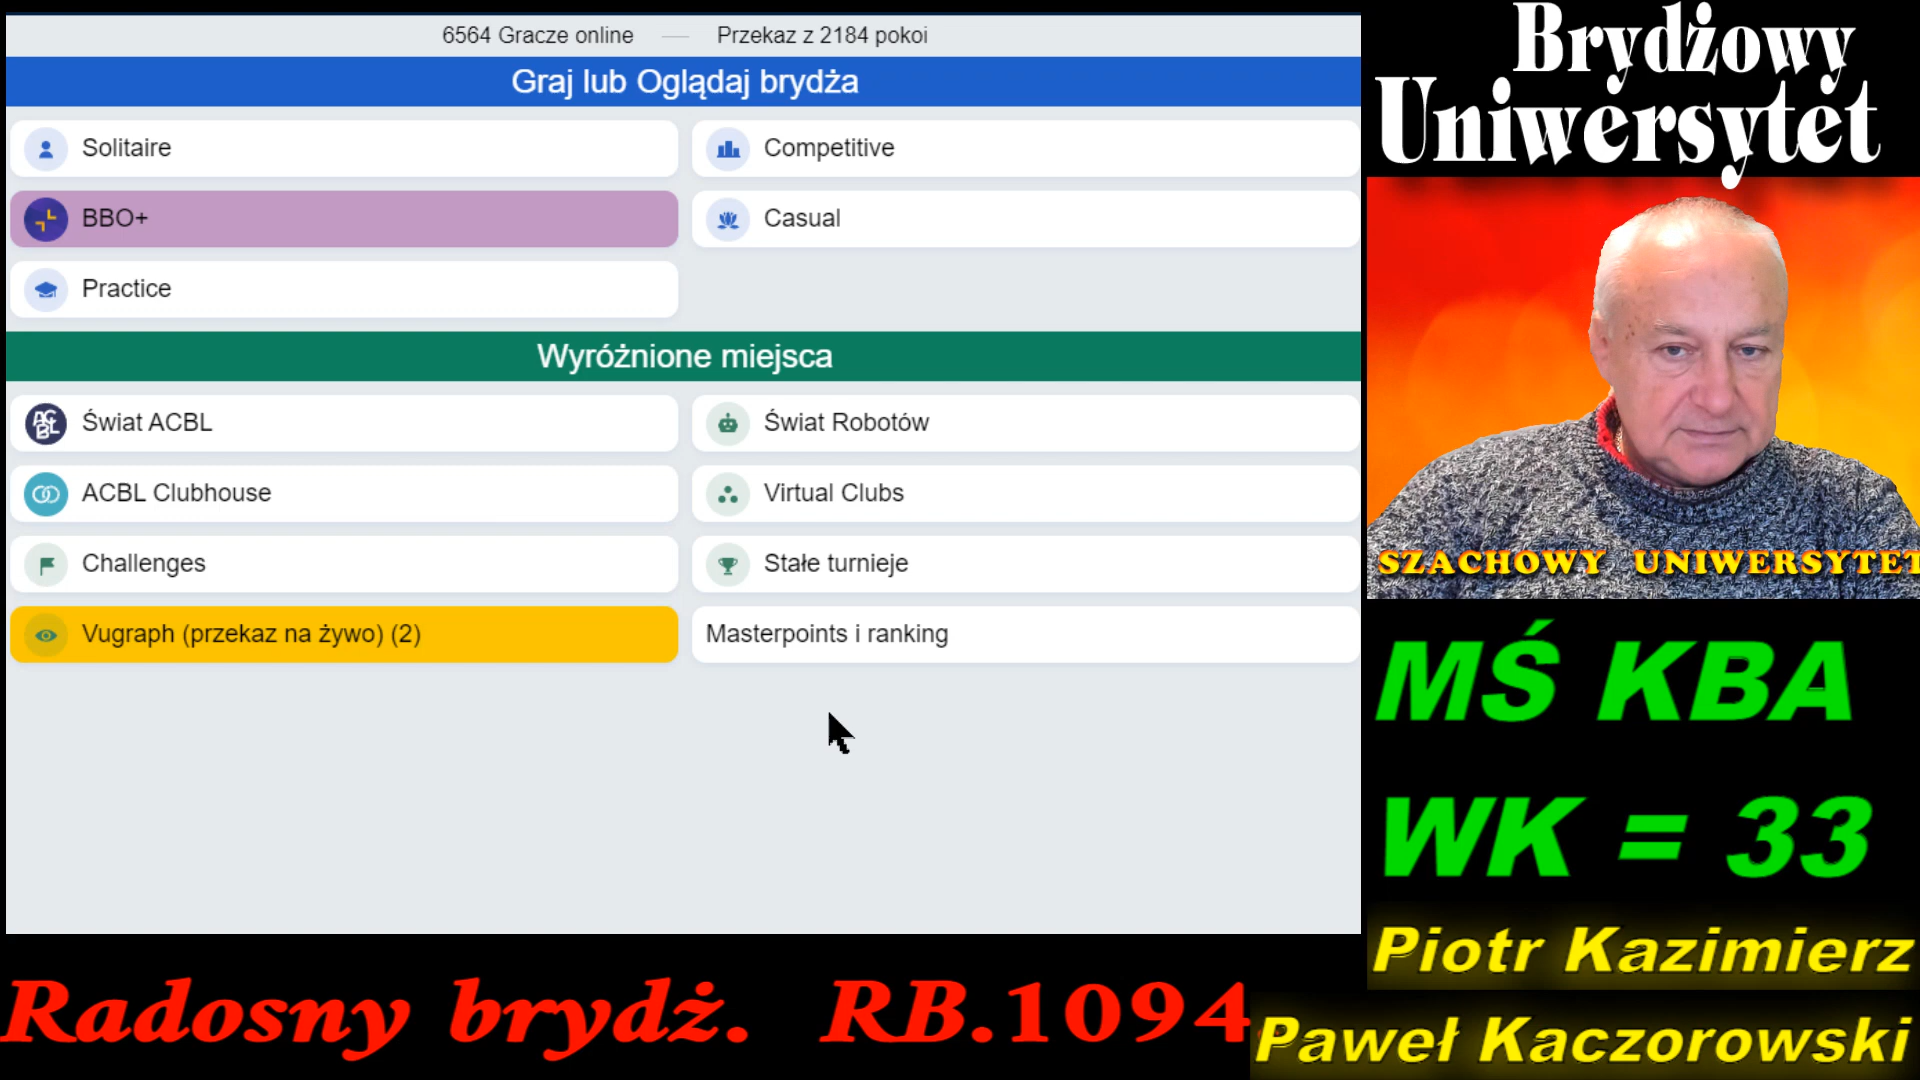 6564 Gracze online — Przekaz z 2184 pokoi
Graj lub Oglądaj brydża
Solitaire
Competitive
BBO+
Casual
Practice
Wyróżnione miejsca
Świat ACBL
Świat Robotów
ACBL Clubhouse
Virtual Clubs
Challenges
Stałe turnieje
Vugraph (przekaz na żywo) (2)
Masterpoints i ranking
Brydżowy
Uniwersytet
SZACHOWY UNIWERSYTET
MŚ KBA
WK = 33
Piotr Kazimierz
Paweł Kaczorowski
Radosny brydż. RB.1094